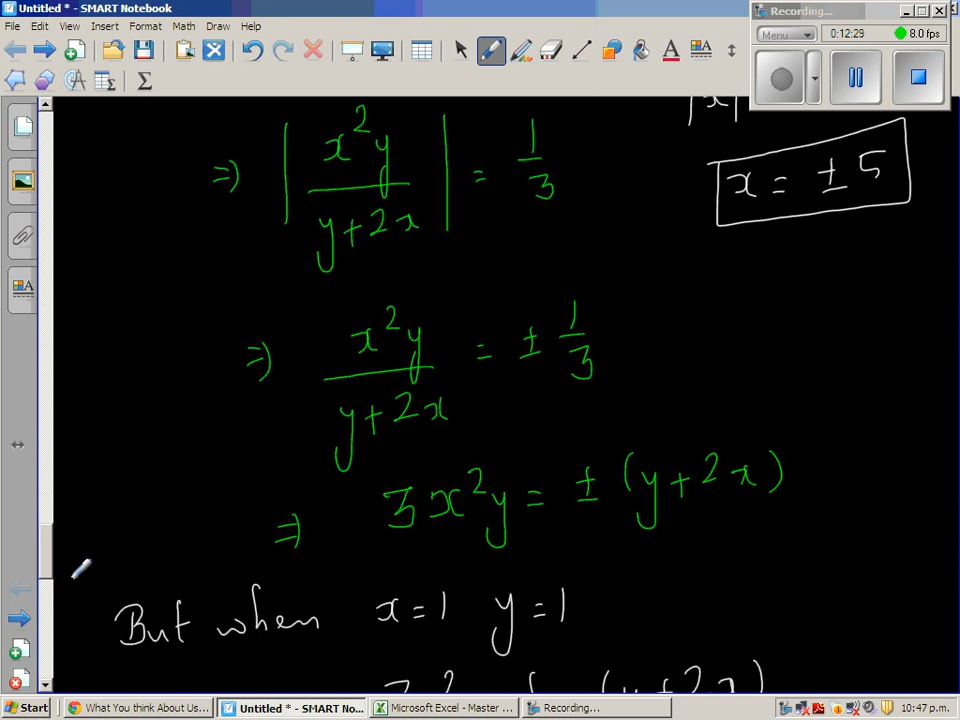 Untitled * - SMART Notebook
File Edit View Insert Format Math Draw Help
Recording...
Menu 0:12:29 8.0 fps
|x|
⇒ | x²y / (y+2x) | = 1/3
x = ± 5
⇒ x²y / (y+2x) = ± 1/3
⇒ 3x²y = ± (y+2x)
But when x=1 y=1
(y+2x)
Start What You think About Us... Untitled * - SMART No... Microsoft Excel - Master ... Recording... 10:47 p.m.